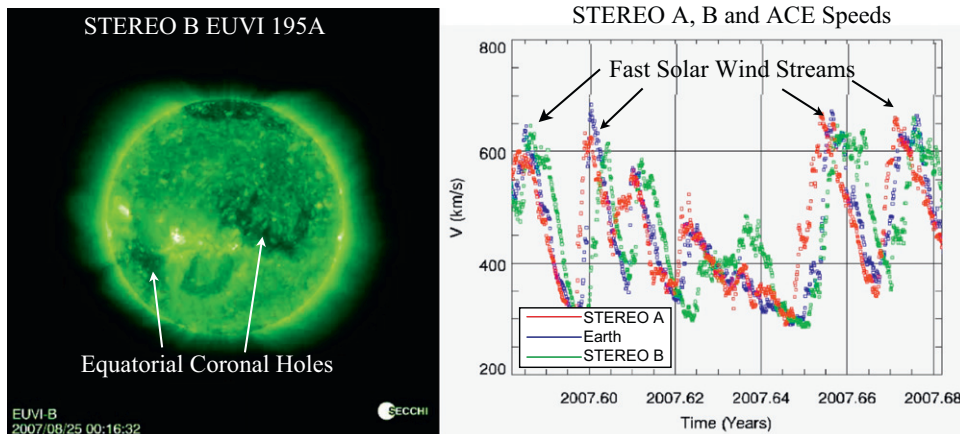 STEREO B EUVI 195A
Equatorial Coronal Holes
EUVI-B
2007/08/25 00:16:32
SECCHI
STEREO A, B and ACE Speeds
Fast Solar Wind Streams
800
600
400
200
V (km/s)
STEREO A
Earth
STEREO B
2007.60 2007.62 2007.64 2007.66 2007.68
Time (Years)